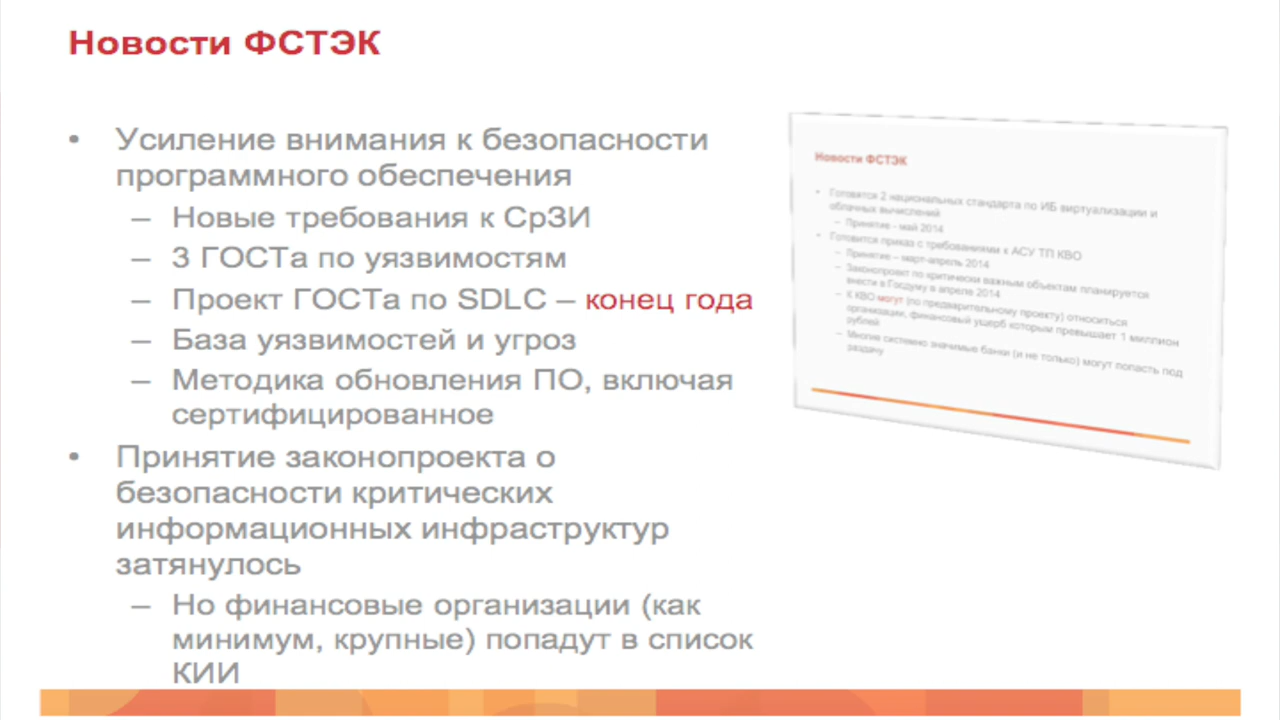 Новости ФСТЭК
• Усиление внимания к безопасности
программного обеспечения
– Новые требования к СрЗИ
– 3 ГОСТа по уязвимостям
– Проект ГОСТа по SDLC – конец года
– База уязвимостей и угроз
– Методика обновления ПО, включая
сертифицированное
• Принятие законопроекта о
безопасности критических
информационных инфраструктур
затянулось
– Но финансовые организации (как
минимум, крупные) попадут в список
КИИ
Новости ФСТЭК
• Готовится 2 национальных стандарта по ИБ виртуализации и
облачных вычислений
– Принятие - май 2014
• Готовится приказ с требованиями к АСУ ТП КВО
– Принятие – март-апрель 2014
– Законопроект по критически важным объектам планируется
внести в Госдуму в апреле 2014
– К КВО могут (по предварительному проекту) относиться
организации, финансовый ущерб которым превышает 1 миллион
рублей
– Многие системно значимые банки (и не только) могут попасть под
раздачу